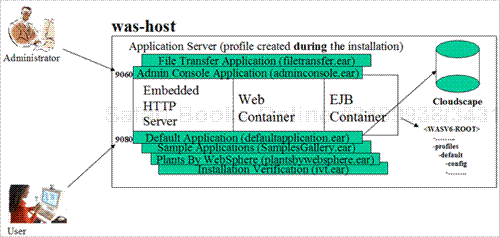 was-host
Application Server (profile created during the installation)
Administrator
File Transfer Application (filetransfer.ear)
9060
Admin Console Application (adminconsole.ear)
Embedded
HTTP
Server
Web
Container
EJB
Container
Cloudscape
9080
Default Application (defaultapplication.ear)
Sample Applications (SamplesGallery.ear)
Plants By WebSphere (plantsbywebsphere.ear)
Installation Verification (ivt.ear)
<WASV6-ROOT>
-profiles
-default
-config
User